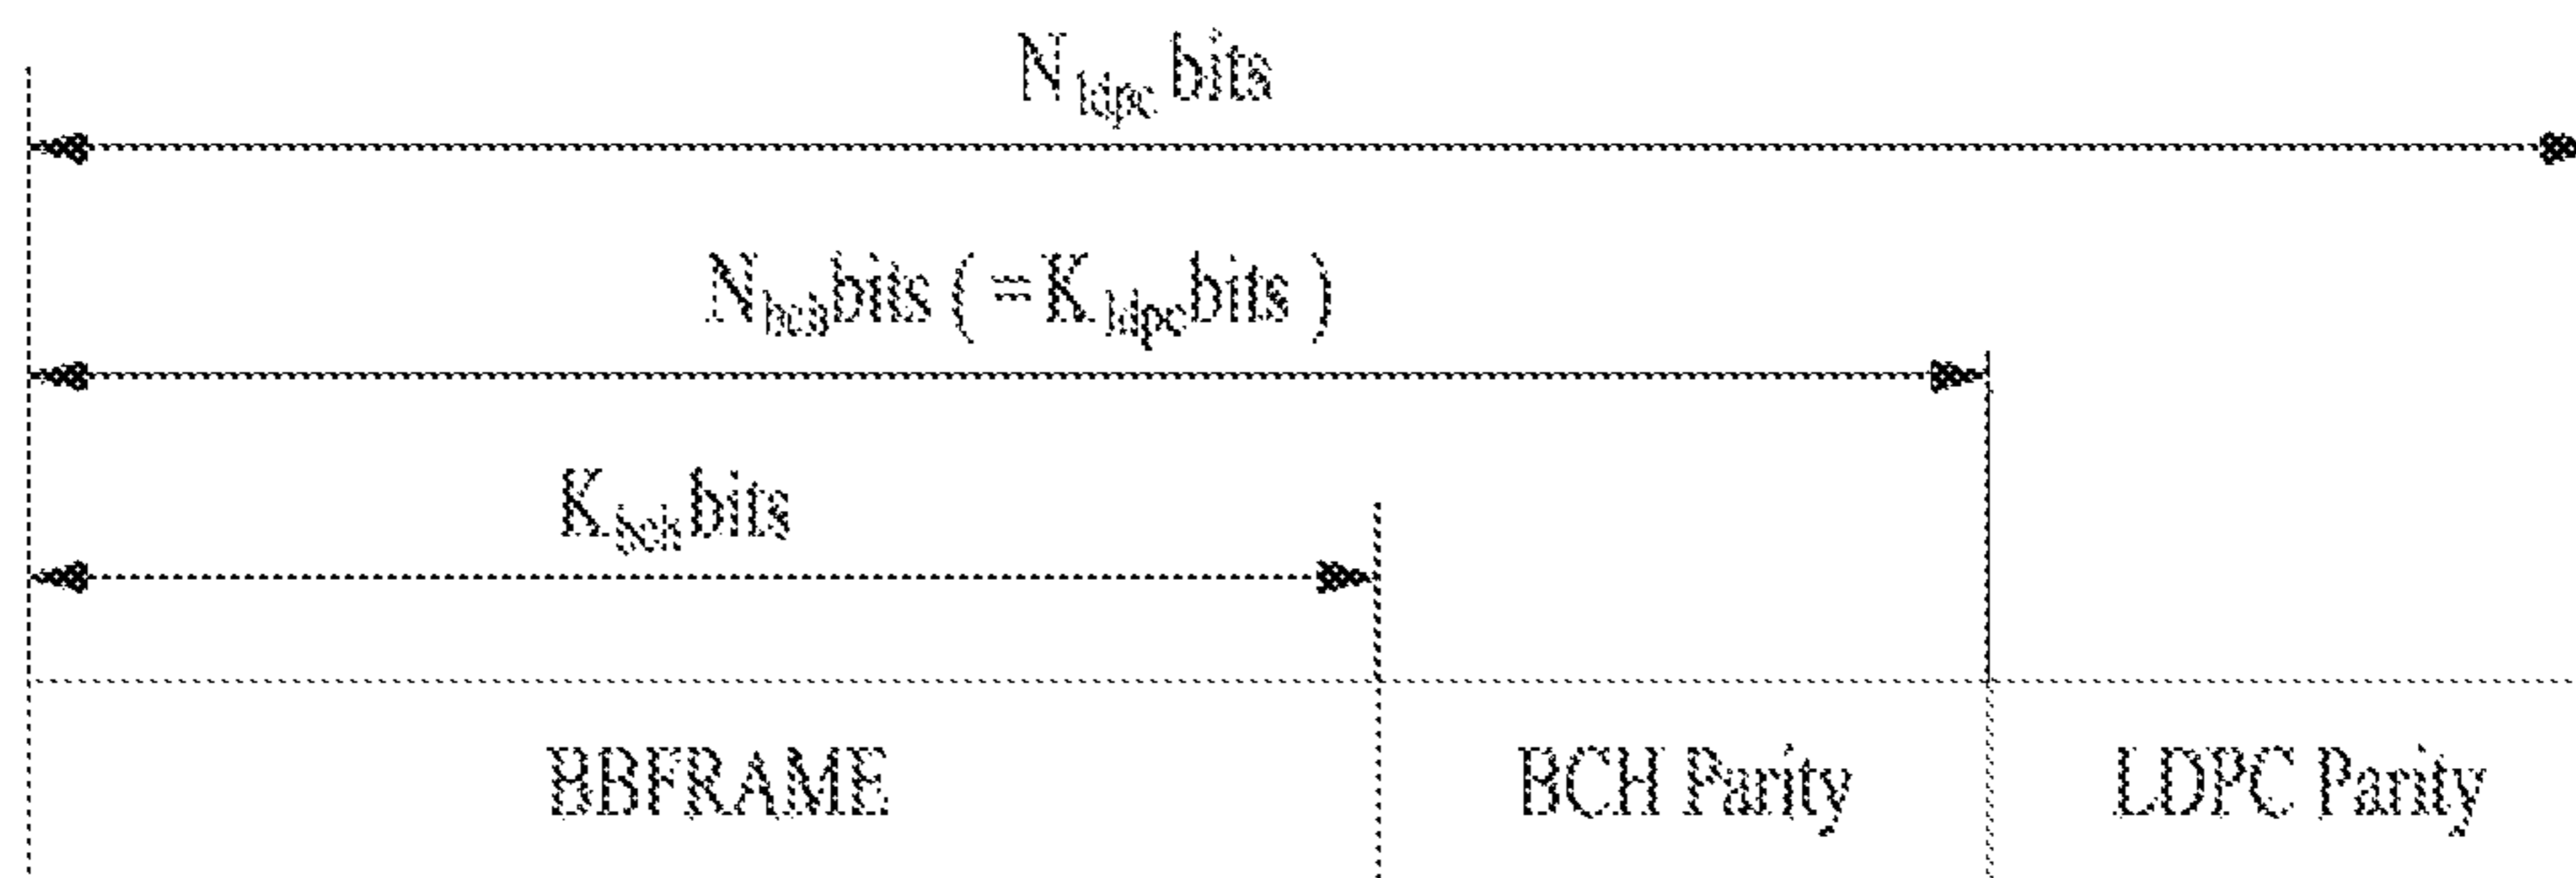 N ldpc bits
N bch bits ( = K ldpc bits )
K bch bits
BBFRAME BCH Parity LDPC Parity